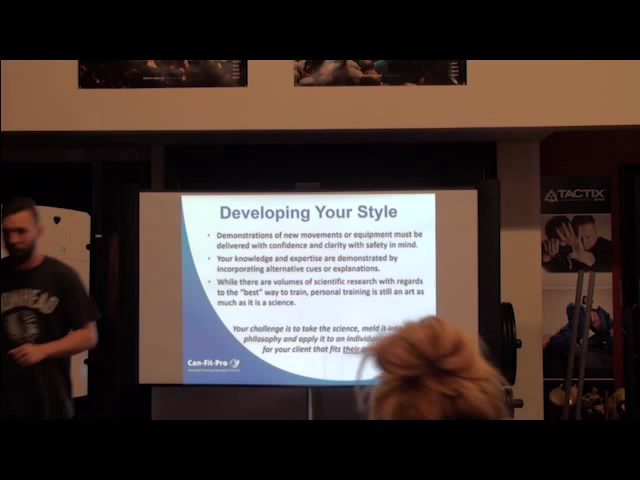 Developing Your Style
• Demonstrations of new movements or equipment must be
delivered with confidence and clarity with safety in mind.
• Your knowledge and expertise are demonstrated by
incorporating alternative cues or explanations.
• While there are volumes of scientific research with regards
to the "best" way to train, personal training is still an art as
much as it is a science.
Your challenge is to take the science, meld it
philosophy and apply it to an
for your client that fits their
Can-Fit-Pro
TACTIX